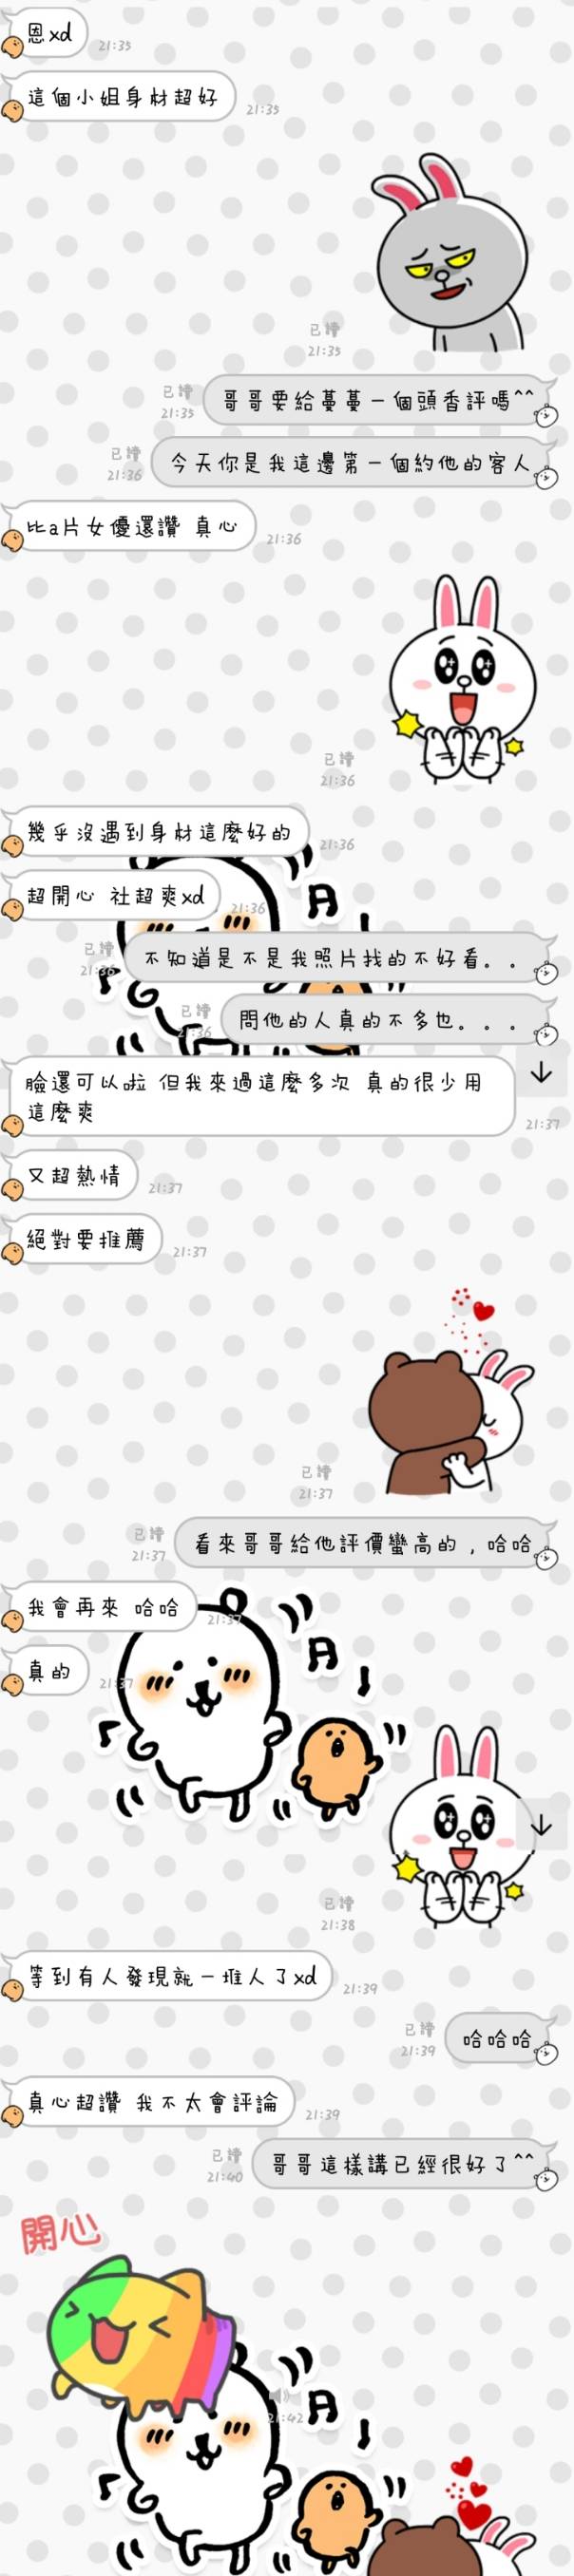 恩xd
21:35
這個小姐身材超好
21:35
已讀
21:35
已讀
21:35
哥哥要給蔓蔓一個頭香評嗎^^
已讀
21:36
今天你是我這邊第一個約他的客人
比a片女優還讚 真心
21:36
已讀
21:36
幾乎沒遇到身材這麼好的
21:36
超開心 社超爽xd
21:36
已讀
21:36
不知道是不是我照片找的不好看。。
已讀
21:36
問他的人真的不多也。。。
臉還可以啦 但我來過這麼多次 真的很少用
這麼爽
21:37
又超熱情
21:37
絕對要推薦
21:37
已讀
21:37
已讀
21:37
看來哥哥給他評價蠻高的，哈哈
我會再來 哈哈
21:37
真的
21:37
已讀
21:38
等到有人發現就一堆人了xd
21:39
已讀
21:39
哈哈哈
真心超讚 我不太會評論
21:39
已讀
21:40
哥哥這樣講已經很好了^^
開心
21:42